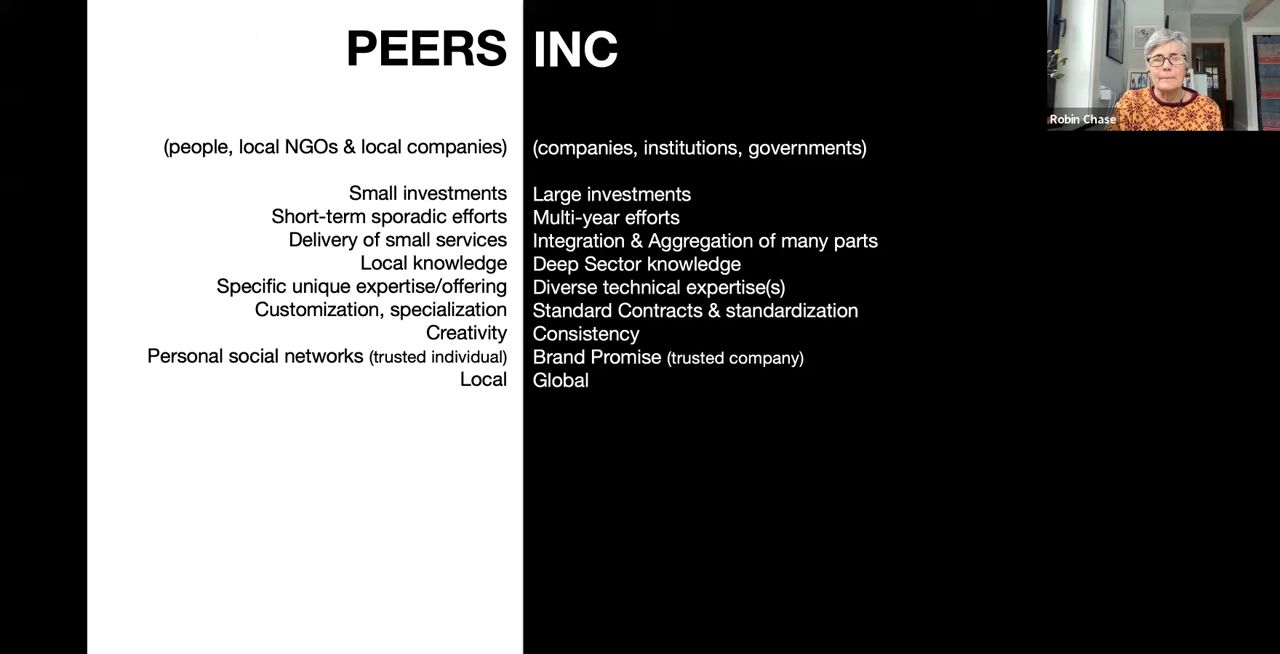 PEERS INC
Robin Chase
(people, local NGOs & local companies) (companies, institutions, governments)
Small investments Large investments
Short-term sporadic efforts Multi-year efforts
Delivery of small services Integration & Aggregation of many parts
Local knowledge Deep Sector knowledge
Specific unique expertise/offering Diverse technical expertise(s)
Customization, specialization Standard Contracts & standardization
Creativity Consistency
Personal social networks (trusted individual) Brand Promise (trusted company)
Local Global